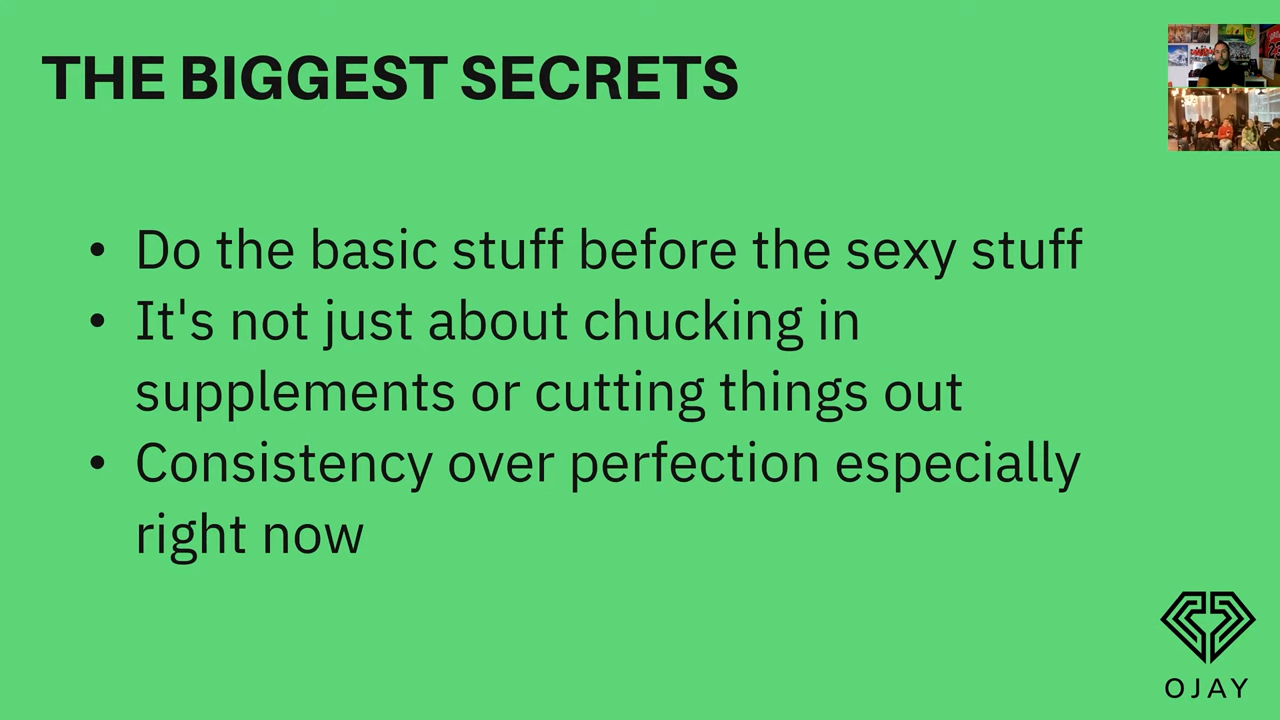 THE BIGGEST SECRETS
• Do the basic stuff before the sexy stuff
• It's not just about chucking in
supplements or cutting things out
• Consistency over perfection especially
right now
OJAY